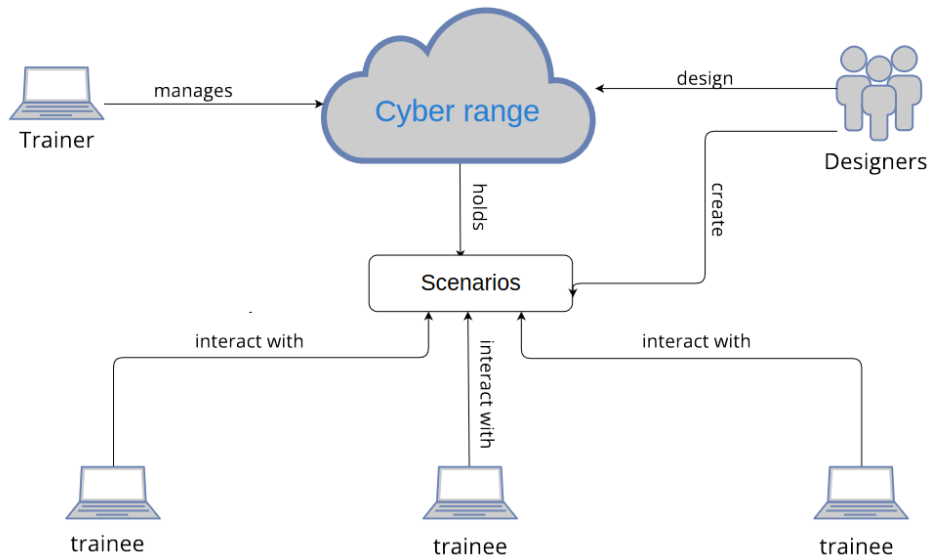 manages
design
Cyber range
Trainer
Designers
holds
create
Scenarios
interact with
interact with
interact with
trainee
trainee
trainee